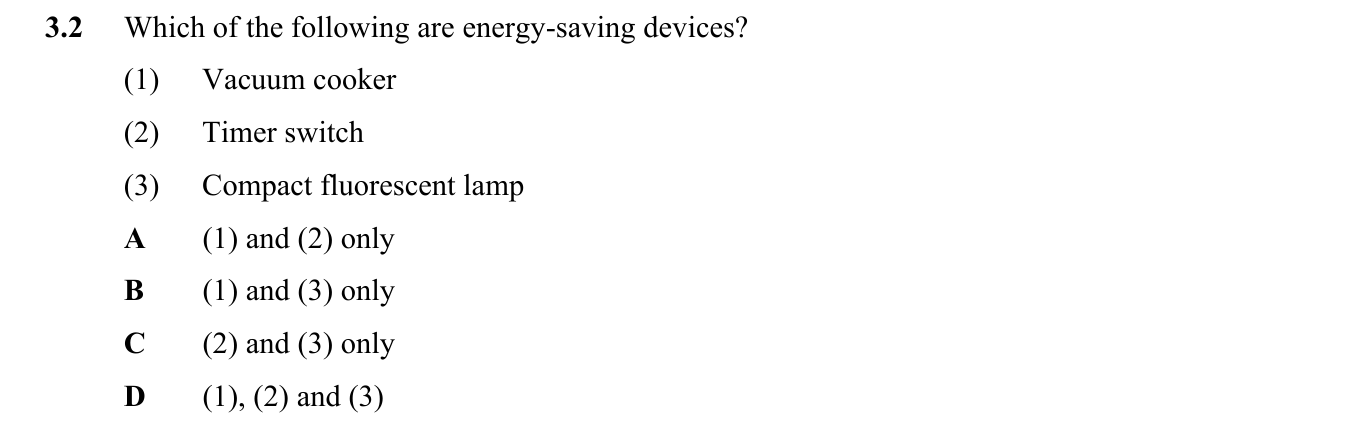 3.2 Which of the following are energy-saving devices?
(1) Vacuum cooker
(2) Timer switch
(3) Compact fluorescent lamp
A (1) and (2) only
B (1) and (3) only
C (2) and (3) only
D (1), (2) and (3)